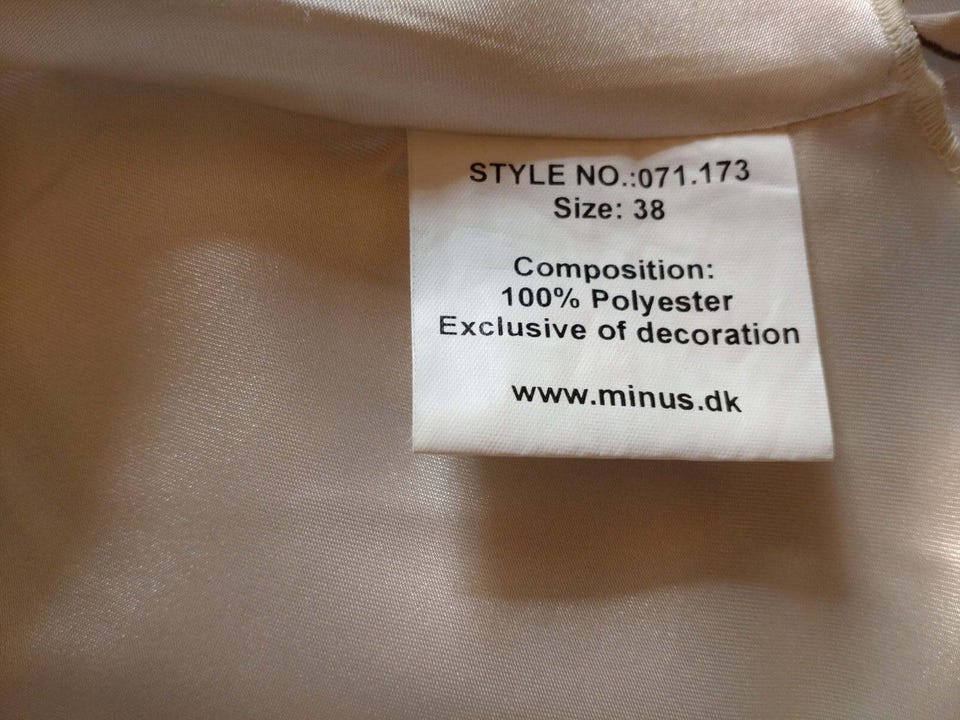 STYLE NO.:071.173
Size: 38
Composition:
100% Polyester
Exclusive of decoration
www.minus.dk